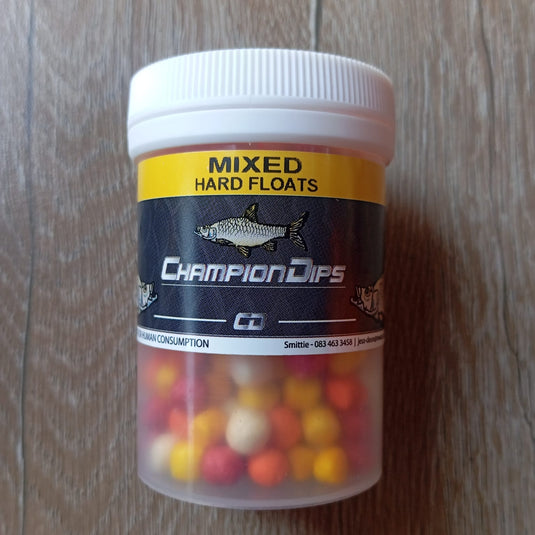 MIXED
HARD FLOATS
CHAMPIONDIPS
CD
HUMAN CONSUMPTION
Smittie - 083 463 3458 |